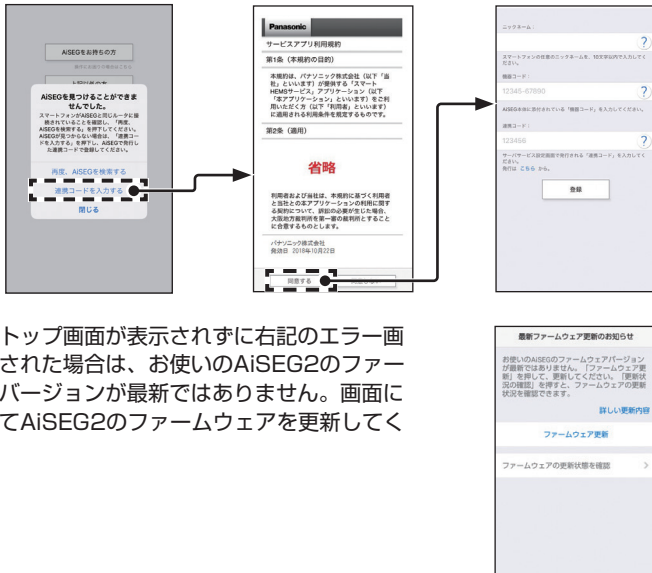 AiSEGをお持ちの方
AiSEGを見つけることができま
せんでした。
スマートフォンがAiSEGと同じルータに接
続されていることを確認し、「再度、
AiSEGを検索する」を押下してください。
AiSEGが見つからない場合は、「連携コー
ドを入力する」を押下し、AiSEGで発行し
た連携コードで登録してください。
再度、AiSEGを検索する
連携コードを入力する
閉じる
Panasonic
サービスアプリ利用規約
第1条（本規約の目的）
本規約は、パナソニック株式会社（以下「当
社」といいます）が提供する「スマート
HEMSサービス」アプリケーション（以下
「本アプリケーション」といいます）をご利
用いただく方（以下「利用者」といいます）
に適用される利用条件を規定するものです。
第2条（適用）
省略
利用者および当社は、本規約に基づく利用者
と当社との本アプリケーションの利用に関す
る契約について、訴訟の必要が生じた場合、
大阪地方裁判所を第一審の裁判所とすること
に合意するものとします。
パナソニック株式会社
発効日 2018年10月22日
同意する
ニックネーム：
?
スマートフォンの任意のニックネームを、10文字以内で入力してく
ださい。
機器コード：
12345-67890
?
AiSEG本体に添付されている「機器コード」を入力してください。
連携コード：
123456
?
サーバサービス設定画面で発行される「連携コード」を入力してく
ださい。
発行は こちら から。
登録
トップ画面が表示されずに右記のエラー画
された場合は、お使いのAiSEG2のファー
バージョンが最新ではありません。画面に
てAiSEG2のファームウェアを更新してく
最新ファームウェア更新のお知らせ
お使いのAiSEGのファームウェアバージョン
が最新ではありません。「ファームウェア更
新」を押して、更新してください。「更新状
況の確認」を押すと、ファームウェアの更新
状況を確認できます。
詳しい更新内容
ファームウェア更新
ファームウェアの更新状態を確認 >